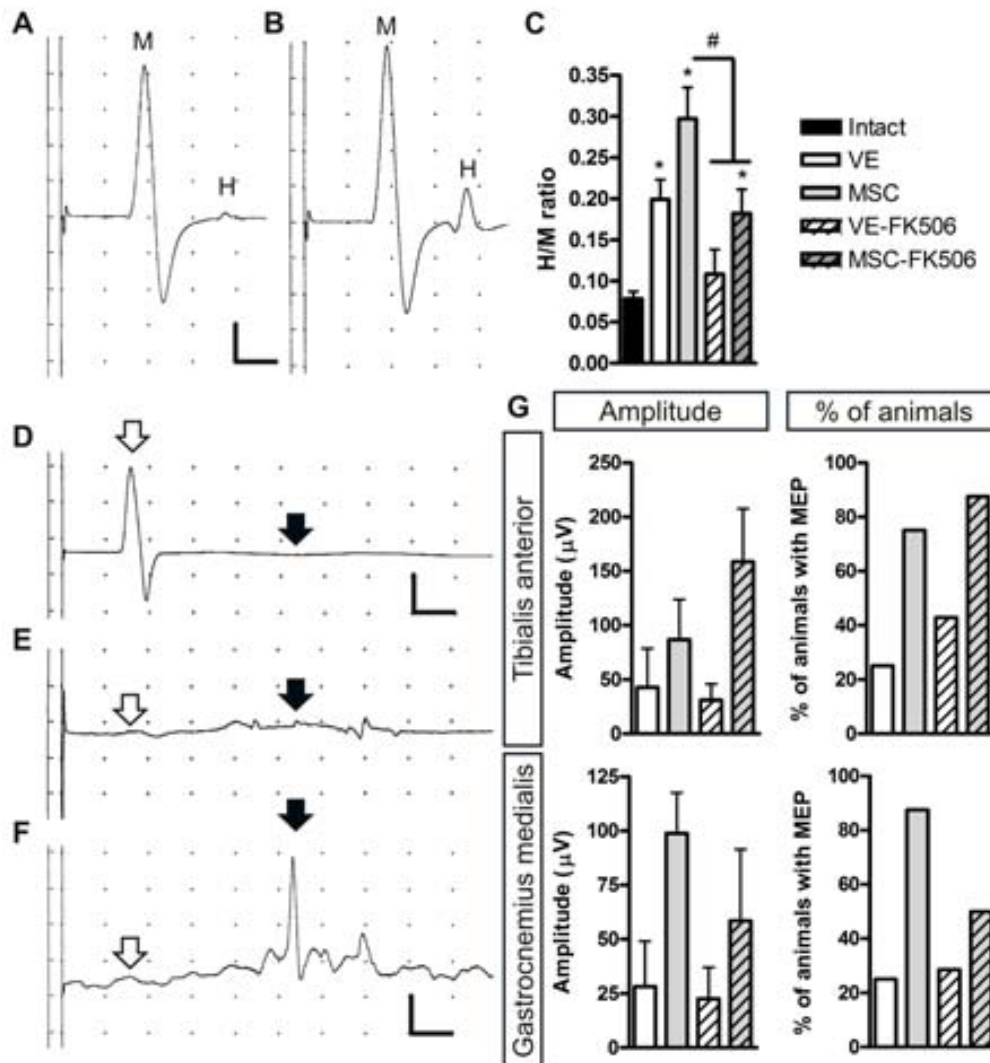 A
M
H
B
M
H
C
#
*
*
*
H/M ratio
0.35
0.30
0.25
0.20
0.15
0.10
0.05
0.00
Intact
VE
MSC
VE-FK506
MSC-FK506
D
E
F
G
Amplitude
% of animals
Tibialis anterior
Amplitude (µV)
250
200
150
100
50
0
% of animals with MEP
100
80
60
40
20
0
Gastrocnemius medialis
Amplitude (µV)
125
100
75
50
25
0
% of animals with MEP
100
80
60
40
20
0